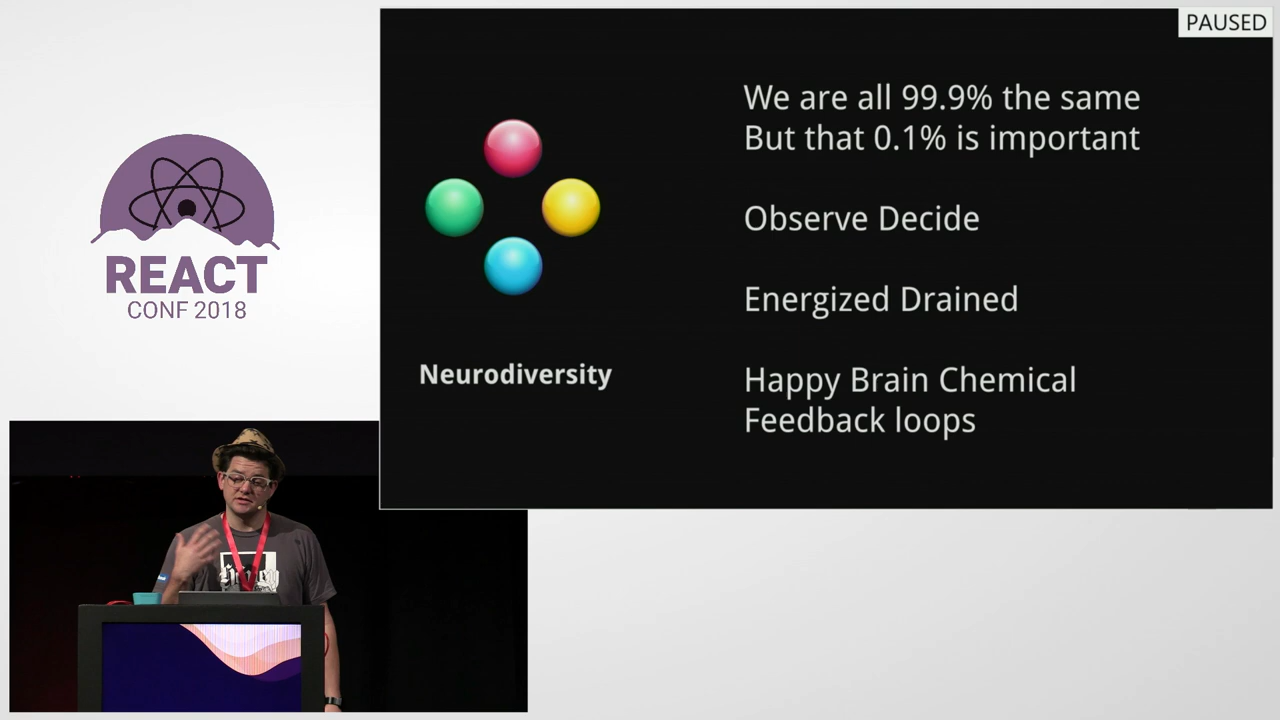 PAUSED
We are all 99.9% the same
But that 0.1% is important
Observe Decide
Energized Drained
Happy Brain Chemical
Feedback loops
Neurodiversity
REACT
CONF 2018